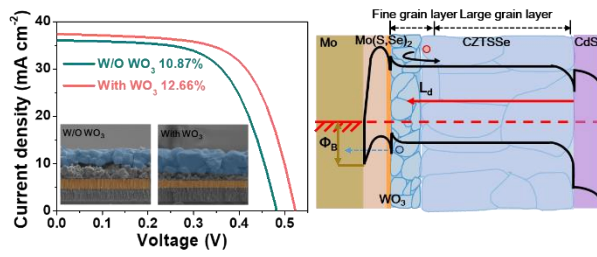 Current density (mA cm⁻²)
40
30
20
10
0
W/O WO₃ 10.87%
With WO₃ 12.66%
W/O WO₃
With WO₃
0.0 0.1 0.2 0.3 0.4 0.5
Voltage (V)
Fine grain layer Large grain layer
Mo Mo(S,Se)₂ CZTSSe CdS
L_d
Φ_B
WO₃